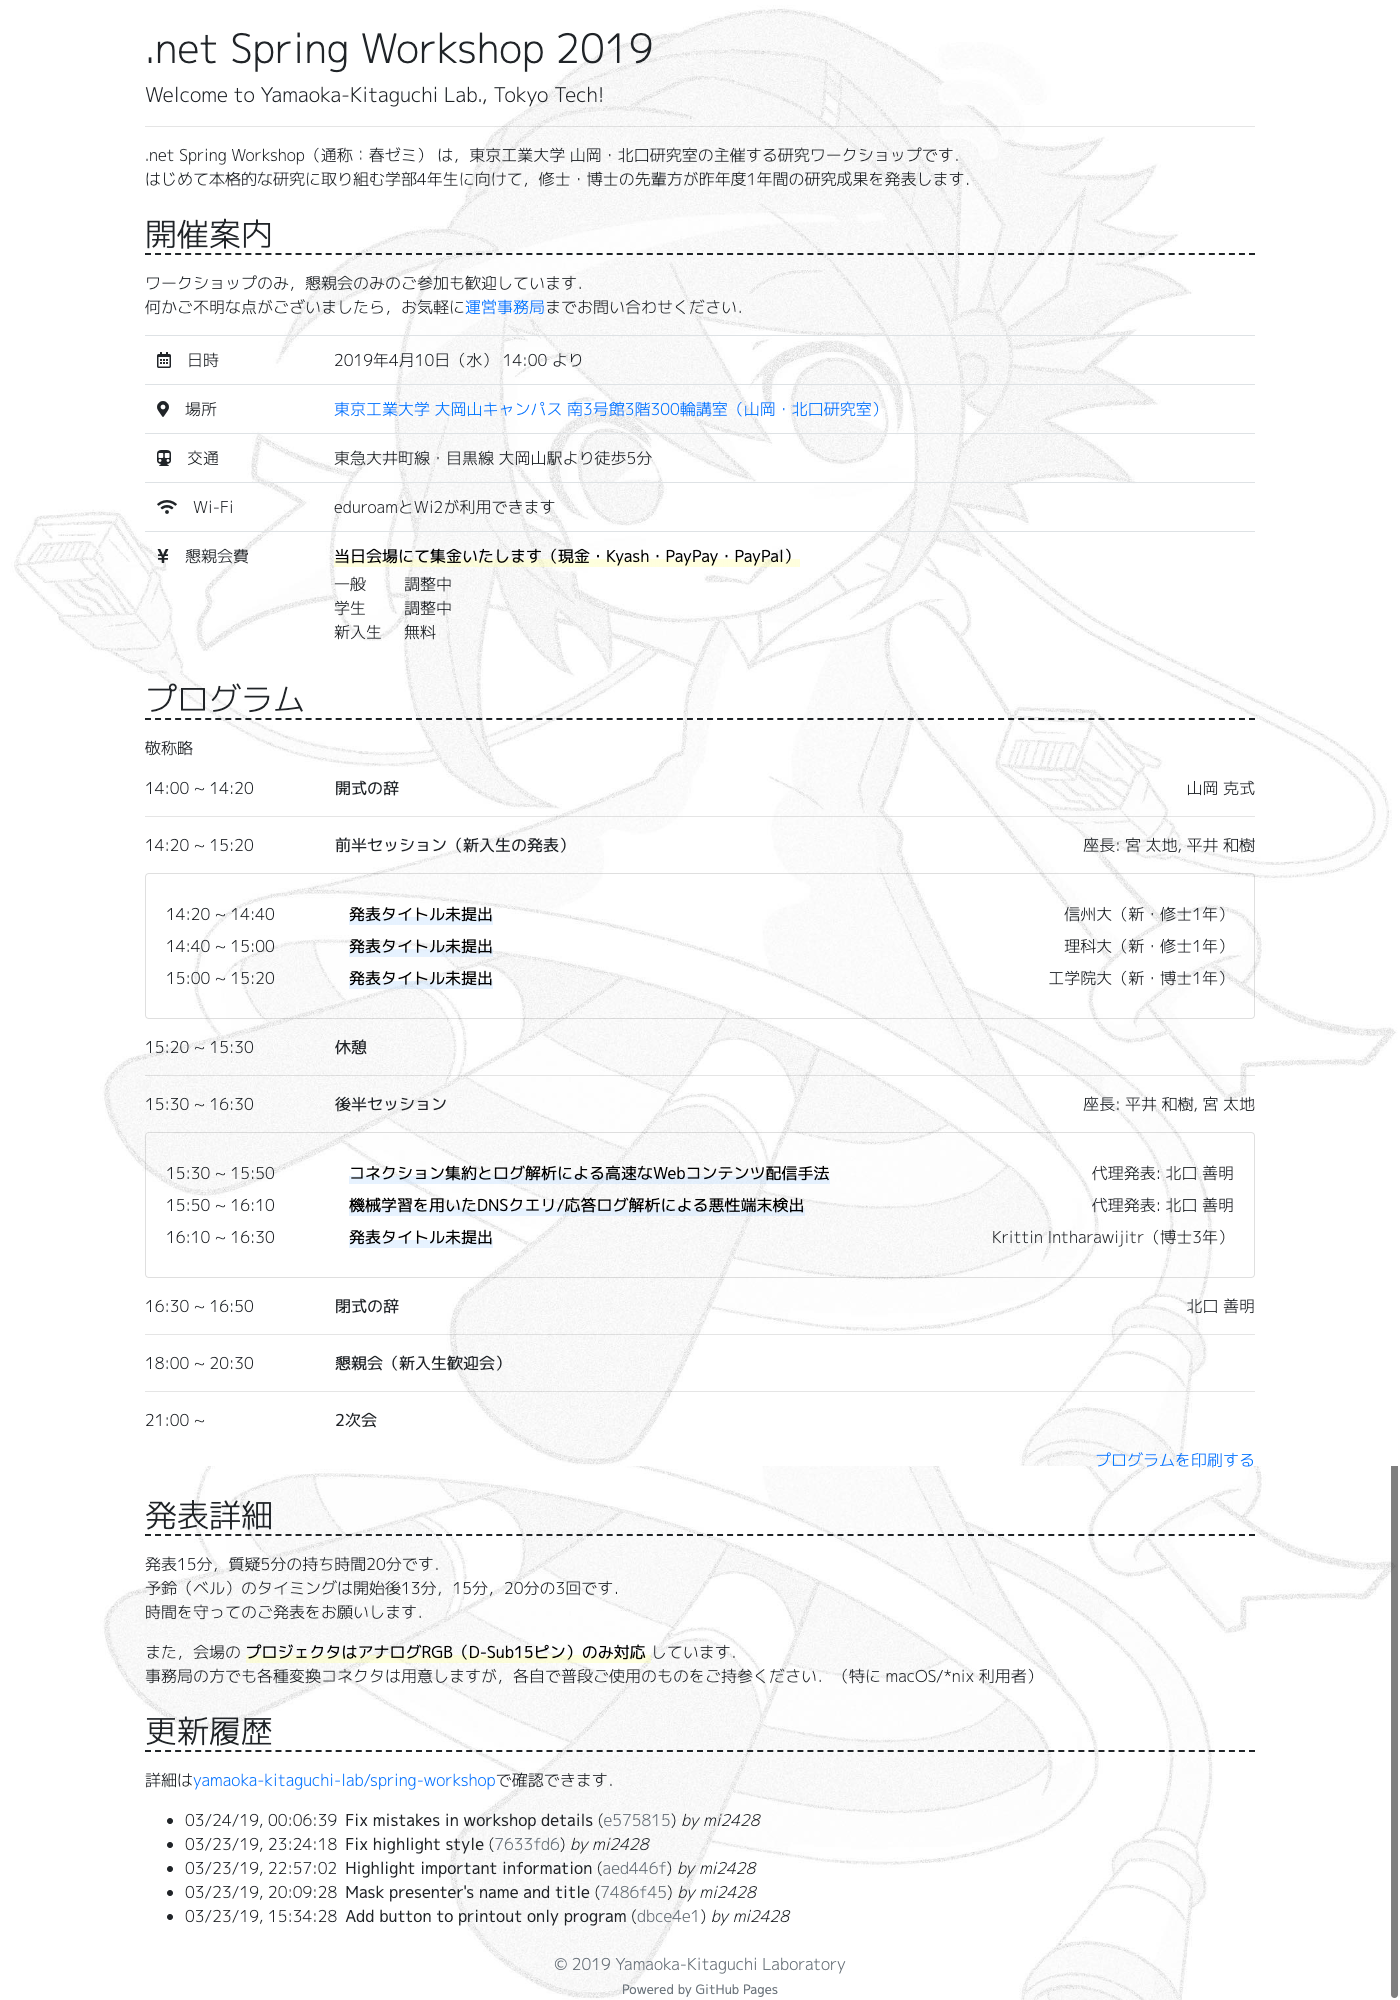 .net Spring Workshop 2019
Welcome to Yamaoka-Kitaguchi Lab., Tokyo Tech!
.net Spring Workshop（通称：春ゼミ） は，東京工業大学 山岡・北口研究室の主催する研究ワークショップです．
はじめて本格的な研究に取り組む学部4年生に向けて，修士・博士の先輩方が昨年度1年間の研究成果を発表します．
開催案内
ワークショップのみ，懇親会のみのご参加も歓迎しています．
何かご不明な点がございましたら，お気軽に運営事務局までお問い合わせください．
日時 2019年4月10日（水） 14:00 より
場所 東京工業大学 大岡山キャンパス 南3号館3階300輪講室（山岡・北口研究室）
交通 東急大井町線・目黒線 大岡山駅より徒歩5分
Wi-Fi eduroamとWi2が利用できます
懇親会費 当日会場にて集金いたします（現金・Kyash・PayPay・PayPal）
一般 調整中
学生 調整中
新入生 無料
プログラム
敬称略
14:00 ~ 14:20 開式の辞 山岡 克式
14:20 ~ 15:20 前半セッション（新入生の発表） 座長: 宮 太地, 平井 和樹
14:20 ~ 14:40 発表タイトル未提出 信州大（新・修士1年）
14:40 ~ 15:00 発表タイトル未提出 理科大（新・修士1年）
15:00 ~ 15:20 発表タイトル未提出 工学院大（新・博士1年）
15:20 ~ 15:30 休憩
15:30 ~ 16:30 後半セッション 座長: 平井 和樹, 宮 太地
15:30 ~ 15:50 コネクション集約とログ解析による高速なWebコンテンツ配信手法 代理発表: 北口 善明
15:50 ~ 16:10 機械学習を用いたDNSクエリ/応答ログ解析による悪性端末検出 代理発表: 北口 善明
16:10 ~ 16:30 発表タイトル未提出 Krittin Intharawijitr（博士3年）
16:30 ~ 16:50 閉式の辞 北口 善明
18:00 ~ 20:30 懇親会（新入生歓迎会）
21:00 ~ 2次会
プログラムを印刷する
発表詳細
発表15分，質疑5分の持ち時間20分です．
予鈴（ベル）のタイミングは開始後13分，15分，20分の3回です．
時間を守ってのご発表をお願いします．
また，会場の プロジェクタはアナログRGB（D-Sub15ピン）のみ対応 しています．
事務局の方でも各種変換コネクタは用意しますが，各自で普段ご使用のものをご持参ください．（特に macOS/*nix 利用者）
更新履歴
詳細はyamaoka-kitaguchi-lab/spring-workshopで確認できます．
• 03/24/19, 00:06:39 Fix mistakes in workshop details (e575815) by mi2428
• 03/23/19, 23:24:18 Fix highlight style (7633fd6) by mi2428
• 03/23/19, 22:57:02 Highlight important information (aed446f) by mi2428
• 03/23/19, 20:09:28 Mask presenter's name and title (7486f45) by mi2428
• 03/23/19, 15:34:28 Add button to printout only program (dbce4e1) by mi2428
© 2019 Yamaoka-Kitaguchi Laboratory
Powered by GitHub Pages